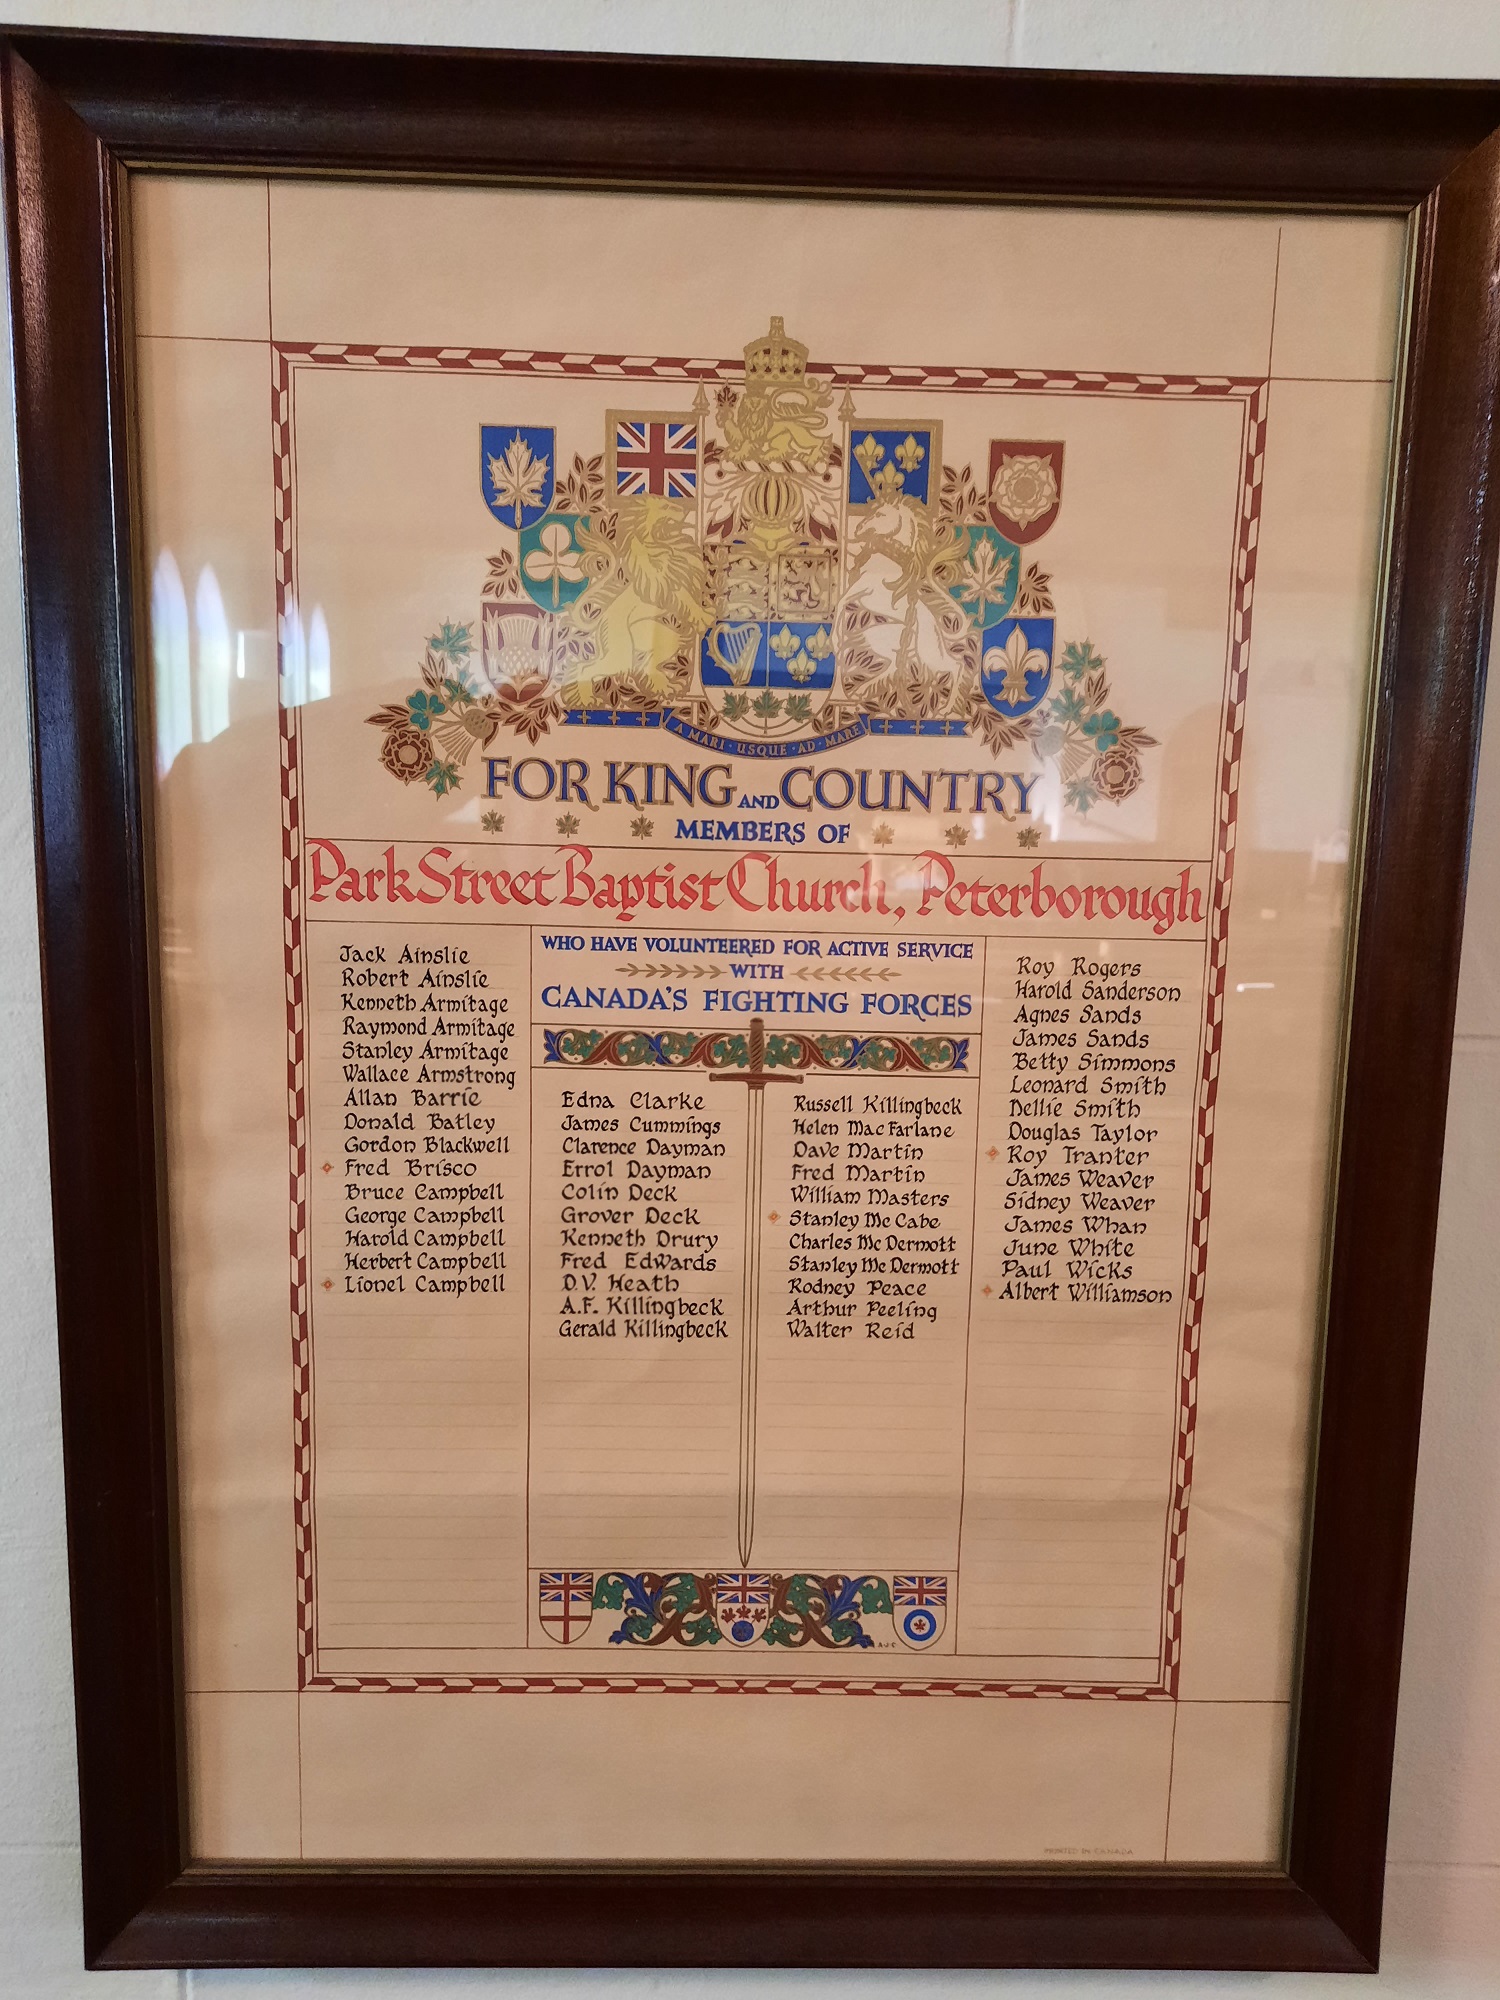 A MARI · USQUE · AD · MARE
FOR KING AND COUNTRY
MEMBERS OF
Park Street Baptist Church, Peterborough
WHO HAVE VOLUNTEERED FOR ACTIVE SERVICE
WITH
CANADA'S FIGHTING FORCES
Jack Ainslie
Robert Ainslie
Kenneth Armitage
Raymond Armitage
Stanley Armitage
Wallace Armstrong
Allan Barrie
Donald Batley
Gordon Blackwell
Fred Brisco
Bruce Campbell
George Campbell
Harold Campbell
Herbert Campbell
Lionel Campbell
Edna Clarke
James Cummings
Clarence Dayman
Errol Dayman
Colin Deck
Grover Deck
Kenneth Drury
Fred Edwards
D.V. Heath
A.F. Killingbeck
Gerald Killingbeck
Russell Killingbeck
Helen MacFarlane
Dave Martin
Fred Martin
William Masters
Stanley McCabe
Charles McDermott
Stanley McDermott
Rodney Peace
Arthur Peeling
Walter Reid
Roy Rogers
Harold Sanderson
Agnes Sands
James Sands
Betty Simmons
Leonard Smith
Nellie Smith
Douglas Taylor
Roy Tranter
James Weaver
Sidney Weaver
James Whan
June White
Paul Wicks
Albert Williamson
A.J.C.
PRINTED IN CANADA